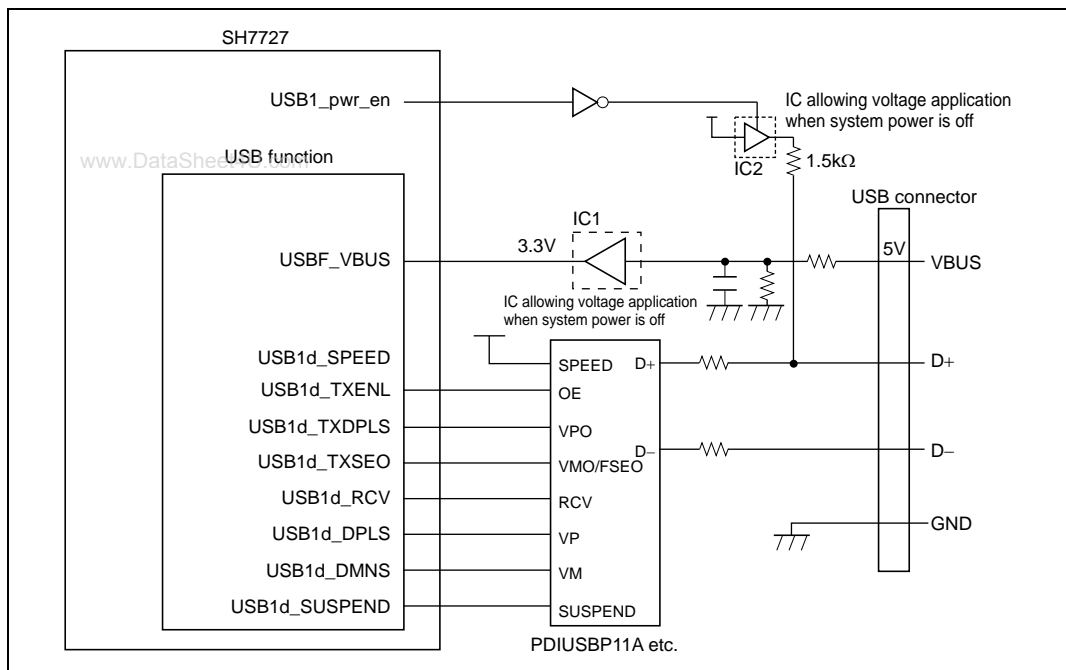 SH7727
USB1_pwr_en
IC allowing voltage application
when system power is off
www.DataSheet4U.com
USB function
IC2
1.5kΩ
USB connector
IC1
3.3V
5V
USBF_VBUS
VBUS
IC allowing voltage application
when system power is off
USB1d_SPEED
SPEED
D+
D+
USB1d_TXENL
OE
USB1d_TXDPLS
VPO
USB1d_TXSEO
VMO/FSEO
D−
D−
USB1d_RCV
RCV
USB1d_DPLS
VP
GND
USB1d_DMNS
VM
USB1d_SUSPEND
SUSPEND
PDIUSBP11A etc.